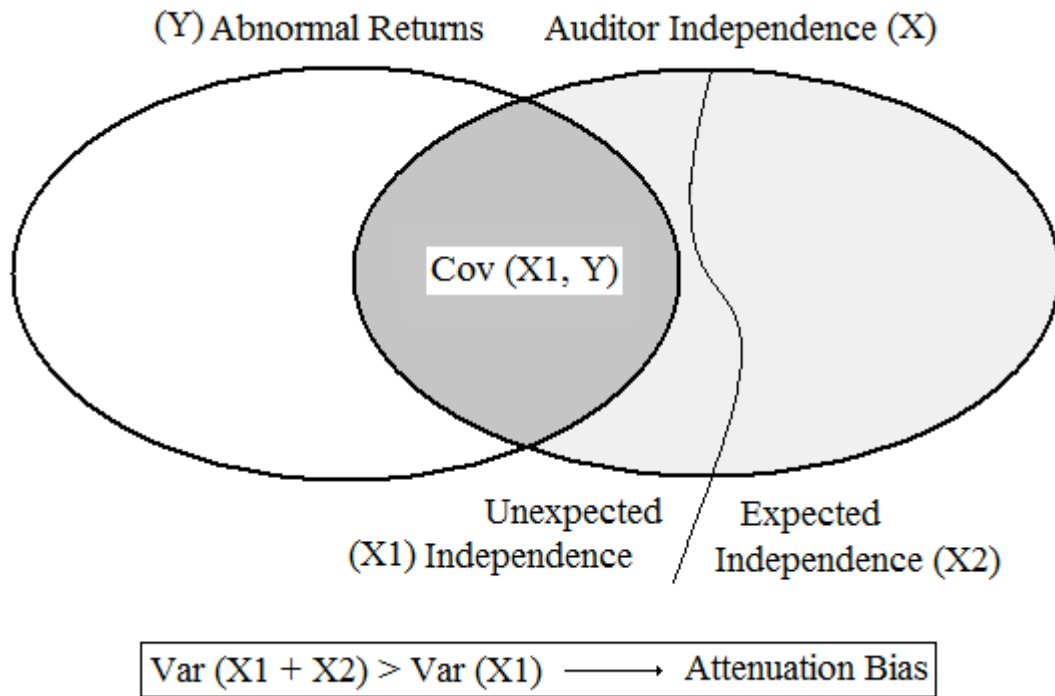 (Y) Abnormal Returns
Auditor Independence (X)
Cov (X1, Y)
Unexpected
(X1) Independence
Expected
Independence (X2)
Var (X1 + X2) > Var (X1) ⟶ Attenuation Bias